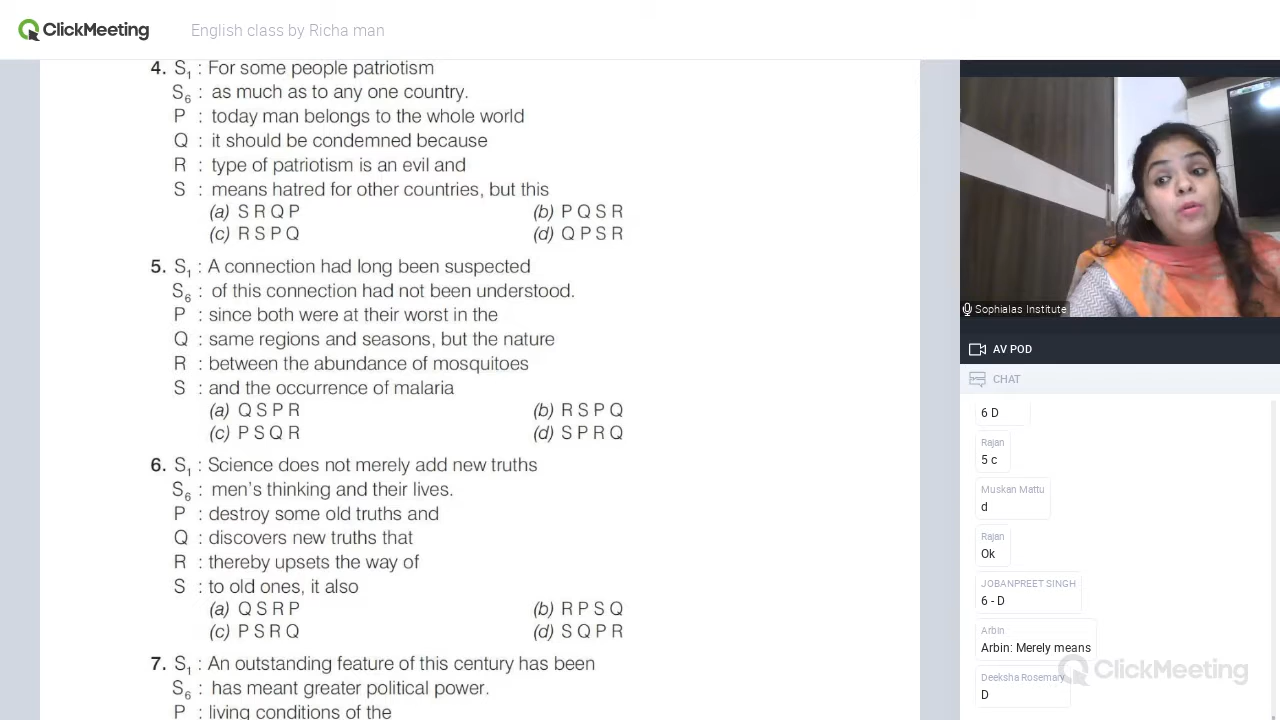 ClickMeeting
English class by Richa man
4. S1 : For some people patriotism
S6 : as much as to any one country.
P : today man belongs to the whole world
Q : it should be condemned because
R : type of patriotism is an evil and
S : means hatred for other countries, but this
(a) S R Q P (b) P Q S R
(c) R S P Q (d) Q P S R
5. S1 : A connection had long been suspected
S6 : of this connection had not been understood.
P : since both were at their worst in the
Q : same regions and seasons, but the nature
R : between the abundance of mosquitoes
S : and the occurrence of malaria
(a) Q S P R (b) R S P Q
(c) P S Q R (d) S P R Q
6. S1 : Science does not merely add new truths
S6 : men's thinking and their lives.
P : destroy some old truths and
Q : discovers new truths that
R : thereby upsets the way of
S : to old ones, it also
(a) Q S R P (b) R P S Q
(c) P S R Q (d) S Q P R
7. S1 : An outstanding feature of this century has been
S6 : has meant greater political power.
P : living conditions of the
Sophialas Institute
AV POD
CHAT
6 D
Rajan
5 c
Muskan Mattu
d
Rajan
Ok
JOBANPREET SINGH
6 - D
Arbin
Arbin: Merely means
Deeksha Rosemary
D
ClickMeeting